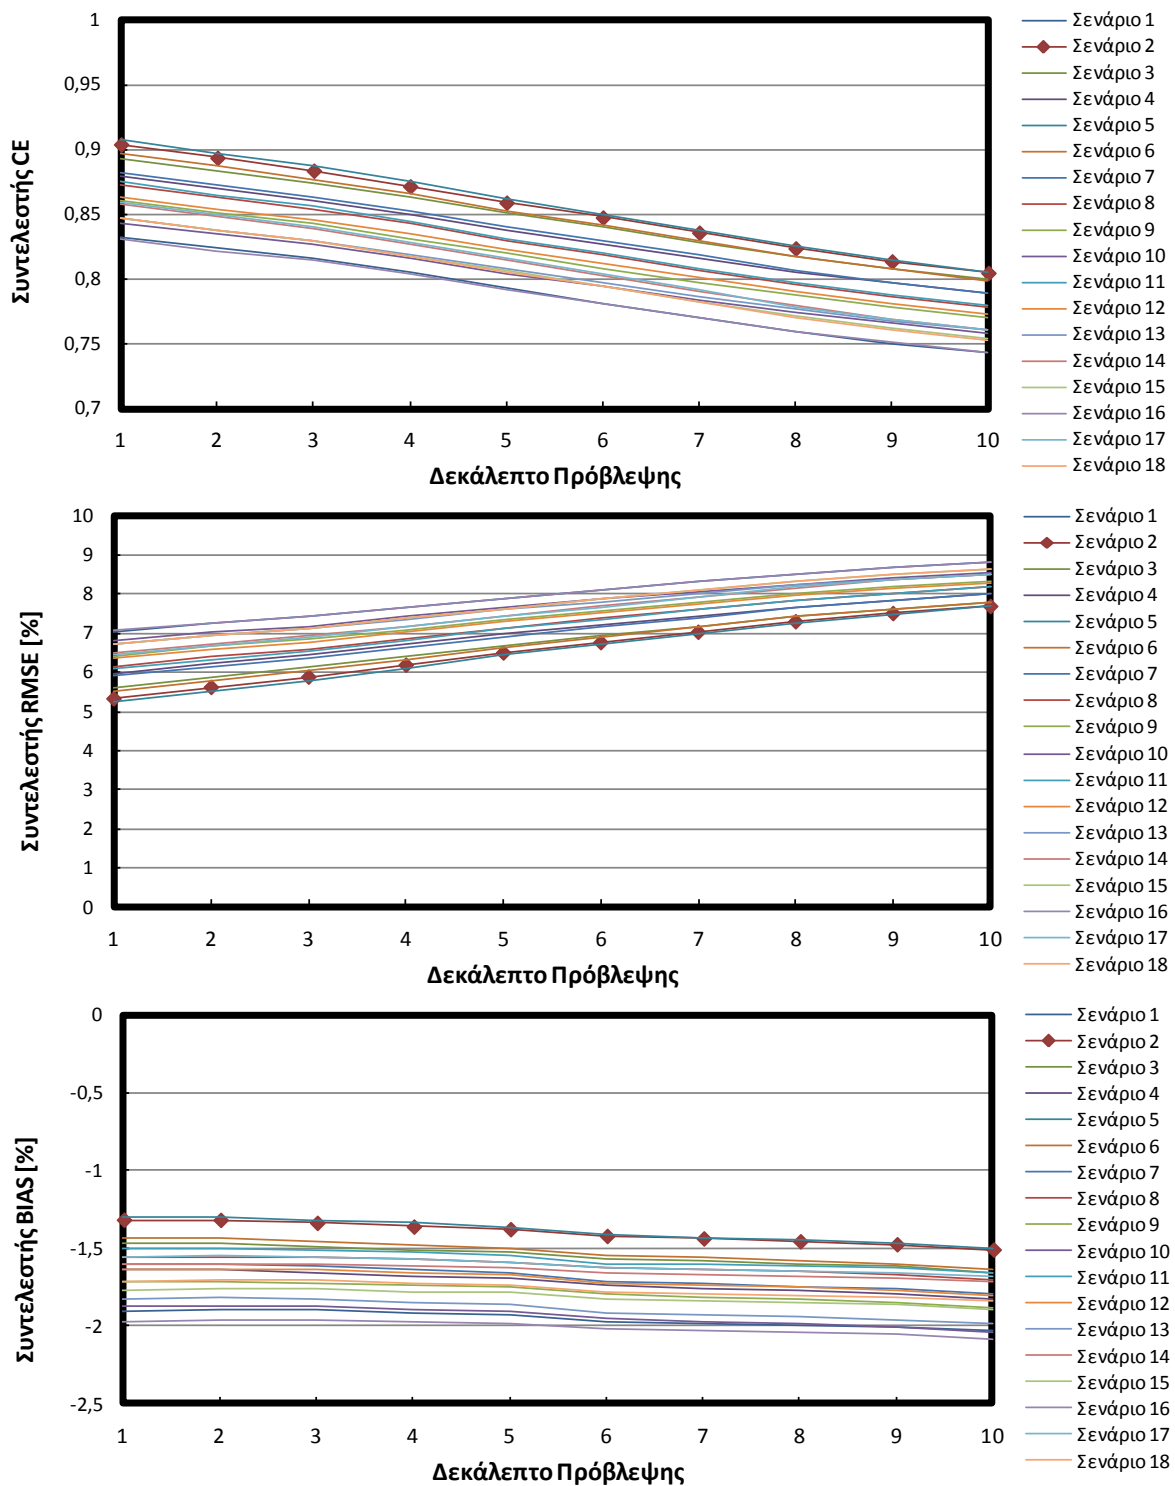 Συντελεστής CE
1
0,95
0,9
0,85
0,8
0,75
0,7
1 2 3 4 5 6 7 8 9 10
Δεκάλεπτο Πρόβλεψης
Σενάριο 1
Σενάριο 2
Σενάριο 3
Σενάριο 4
Σενάριο 5
Σενάριο 6
Σενάριο 7
Σενάριο 8
Σενάριο 9
Σενάριο 10
Σενάριο 11
Σενάριο 12
Σενάριο 13
Σενάριο 14
Σενάριο 15
Σενάριο 16
Σενάριο 17
Σενάριο 18
Συντελεστής RMSE [%]
10
9
8
7
6
5
4
3
2
1
0
1 2 3 4 5 6 7 8 9 10
Δεκάλεπτο Πρόβλεψης
Σενάριο 1
Σενάριο 2
Σενάριο 3
Σενάριο 4
Σενάριο 5
Σενάριο 6
Σενάριο 7
Σενάριο 8
Σενάριο 9
Σενάριο 10
Σενάριο 11
Σενάριο 12
Σενάριο 13
Σενάριο 14
Σενάριο 15
Σενάριο 16
Σενάριο 17
Σενάριο 18
Συντελεστής BIAS [%]
0
-0,5
-1
-1,5
-2
-2,5
1 2 3 4 5 6 7 8 9 10
Δεκάλεπτο Πρόβλεψης
Σενάριο 1
Σενάριο 2
Σενάριο 3
Σενάριο 4
Σενάριο 5
Σενάριο 6
Σενάριο 7
Σενάριο 8
Σενάριο 9
Σενάριο 10
Σενάριο 11
Σενάριο 12
Σενάριο 13
Σενάριο 14
Σενάριο 15
Σενάριο 16
Σενάριο 17
Σενάριο 18